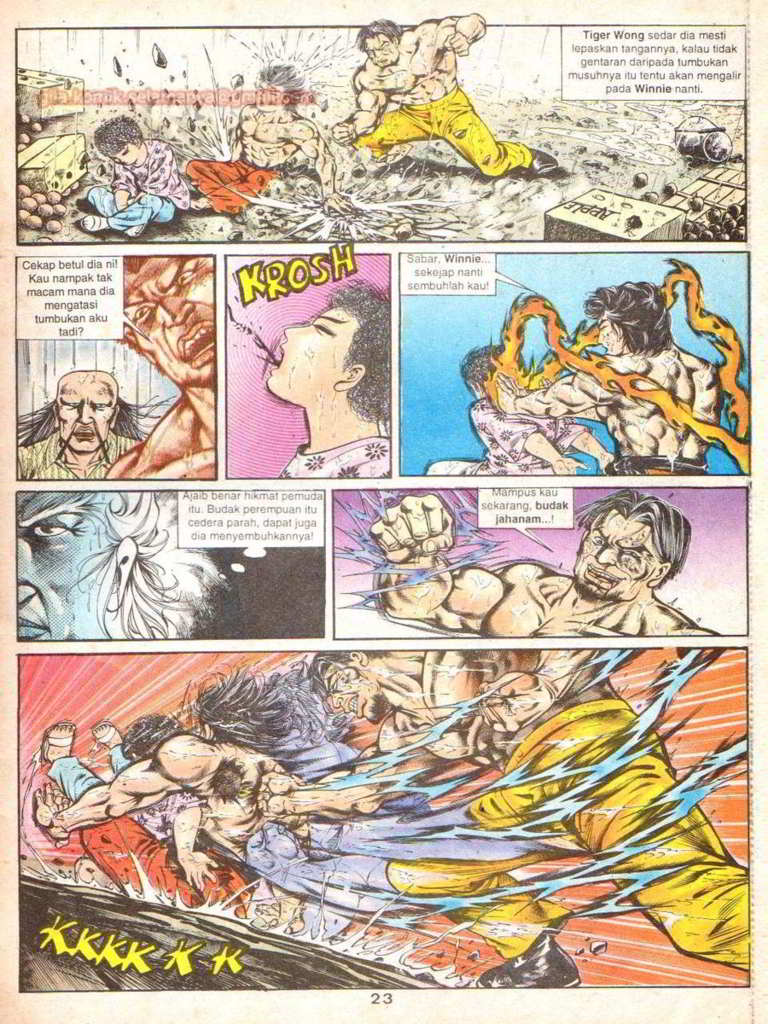 Tiger Wong sedar dia mesti
lepaskan tangannya, kalau tidak
gentaran daripada tumbukan
musuhnya itu tentu akan mengalir
pada Winnie nanti.
APPLE
Cekap betul dia ni!
Kau nampak tak
macam mana dia
mengatasi
tumbukan aku
tadi?
KROSH
Sabar, Winnie...
sekejap nanti
sembuhlah kau!
Ajaib benar hikmat pemuda
itu. Budak perempuan itu
cedera parah, dapat juga
dia menyembuhkannya!
Mampus kau
sekarang, budak
jahanam...!
KKKK K-K
23